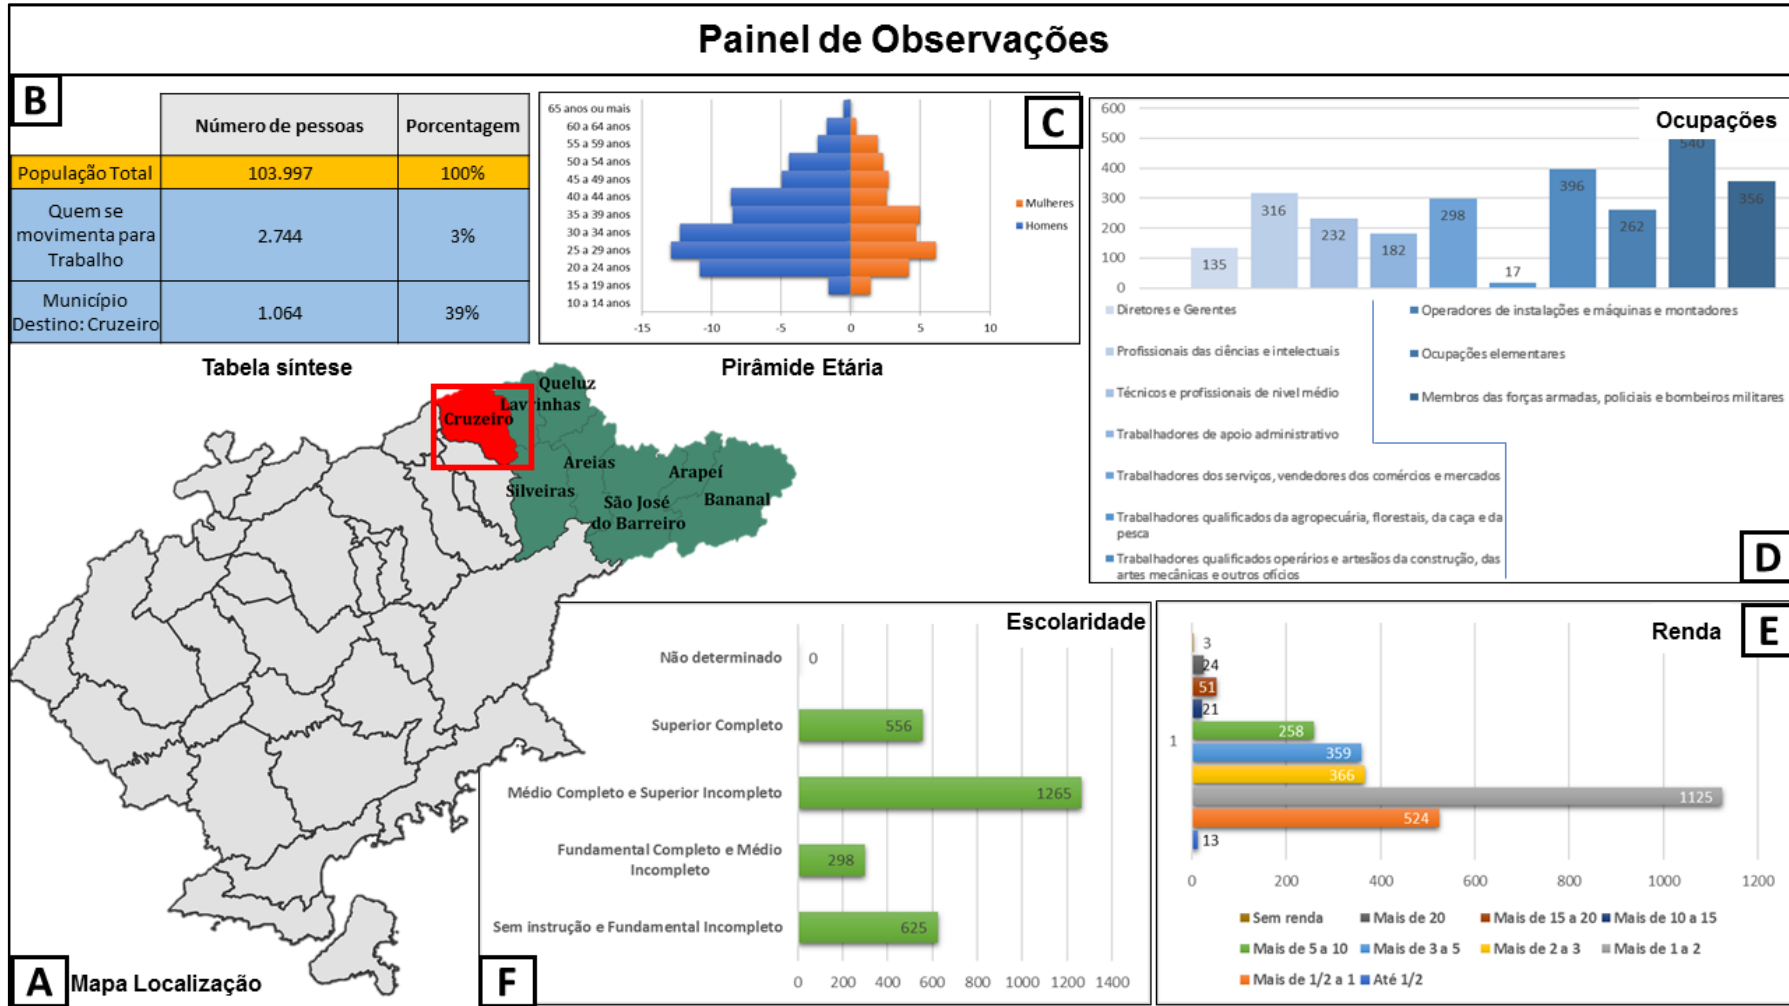 Painel de Observações
B
Número de pessoas
Porcentagem
População Total
103.997
100%
Quem se
movimenta para
Trabalho
2.744
3%
Município
Destino: Cruzeiro
1.064
39%
Tabela síntese
65 anos ou mais
60 a 64 anos
55 a 59 anos
50 a 54 anos
45 a 49 anos
40 a 44 anos
35 a 39 anos
30 a 34 anos
25 a 29 anos
20 a 24 anos
15 a 19 anos
10 a 14 anos
-15 -10 -5 0 5 10
Mulheres
Homens
C
Pirâmide Etária
Ocupações
600
500
400
300
200
100
0
135
316
232
182
298
17
396
262
540
356
Diretores e Gerentes
Profissionais das ciências e intelectuais
Técnicos e profissionais de nivel médio
Trabalhadores de apoio administrativo
Trabalhadores dos serviços, vendedores dos comércios e mercados
Trabalhadores qualificados da agropecuária, florestais, da caça e da
pesca
Trabalhadores qualificados operários e artesãos da construção, das
artes mecânicas e outros ofícios
Operadores de instalações e máquinas e montadores
Ocupações elementares
Membros das forças armadas, policiais e bombeiros militares
D
Queluz
Lavrinhas
Cruzeiro
Areias
Silveiras
Arapeí
São José
do Barreiro
Bananal
A
Mapa Localização
Escolaridade
Não determinado
0
Superior Completo
556
Médio Completo e Superior Incompleto
1265
Fundamental Completo e Médio
Incompleto
298
Sem instrução e Fundamental Incompleto
625
0 200 400 600 800 1000 1200 1400
F
Renda
E
1
3
24
51
21
258
359
366
1125
524
13
0 200 400 600 800 1000 1200
Sem renda Mais de 20 Mais de 15 a 20 Mais de 10 a 15
Mais de 5 a 10 Mais de 3 a 5 Mais de 2 a 3 Mais de 1 a 2
Mais de 1/2 a 1 Até 1/2